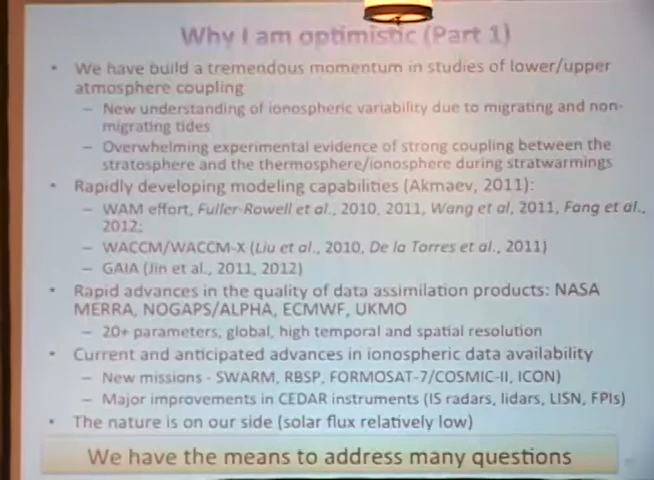 Why I am optimistic (Part 1)
• We have build a tremendous momentum in studies of lower/upper
atmosphere coupling
– New understanding of ionospheric variability due to migrating and non-
migrating tides
– Overwhelming experimental evidence of strong coupling between the
stratosphere and the thermosphere/ionosphere during stratwarmings
• Rapidly developing modeling capabilities (Akmaev, 2011):
– WAM effort, Fuller-Rowell et al., 2010, 2011, Wang et al, 2011, Fang et al.,
2012;
– WACCM/WACCM-X (Liu et al., 2010, De la Torres et al., 2011)
– GAIA (Jin et al., 2011, 2012)
• Rapid advances in the quality of data assimilation products: NASA
MERRA, NOGAPS/ALPHA, ECMWF, UKMO
– 20+ parameters, global, high temporal and spatial resolution
• Current and anticipated advances in ionospheric data availability
– New missions - SWARM, RBSP, FORMOSAT-7/COSMIC-II, ICON)
– Major improvements in CEDAR instruments (IS radars, lidars, LISN, FPIs)
• The nature is on our side (solar flux relatively low)
We have the means to address many questions